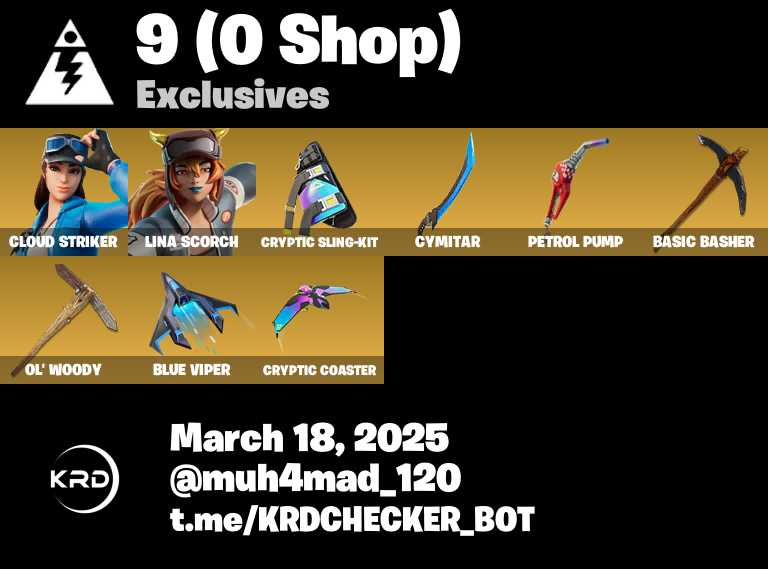 9 (0 Shop)
Exclusives
CLOUD STRIKER
LINA SCORCH
CRYPTIC SLING-KIT
CYMITAR
PETROL PUMP
BASIC BASHER
OL' WOODY
BLUE VIPER
CRYPTIC COASTER
March 18, 2025
KRD
@muh4mad_120
t.me/KRDCHECKER_BOT